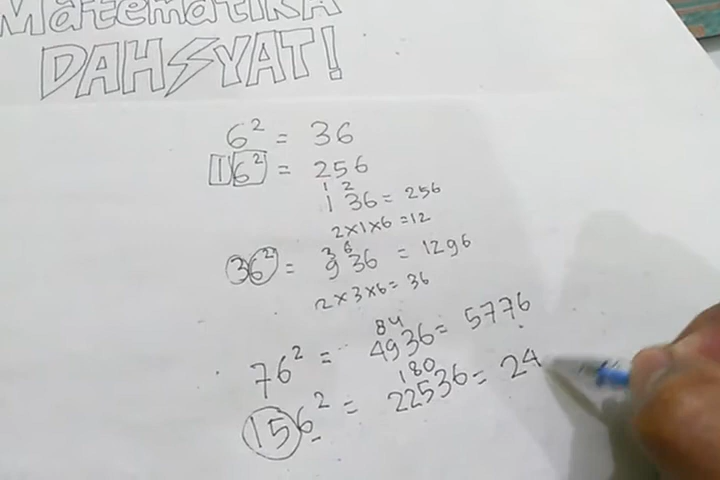 Matematika
DAHSYAT!
6² = 36
16² = 256
1 2
1 36 = 256
2×1×6 = 12
3 6
36² = 9 36 = 1296
2×3×6 = 36
84
76² = 4936 = 5776
180
156² = 22536 = 24